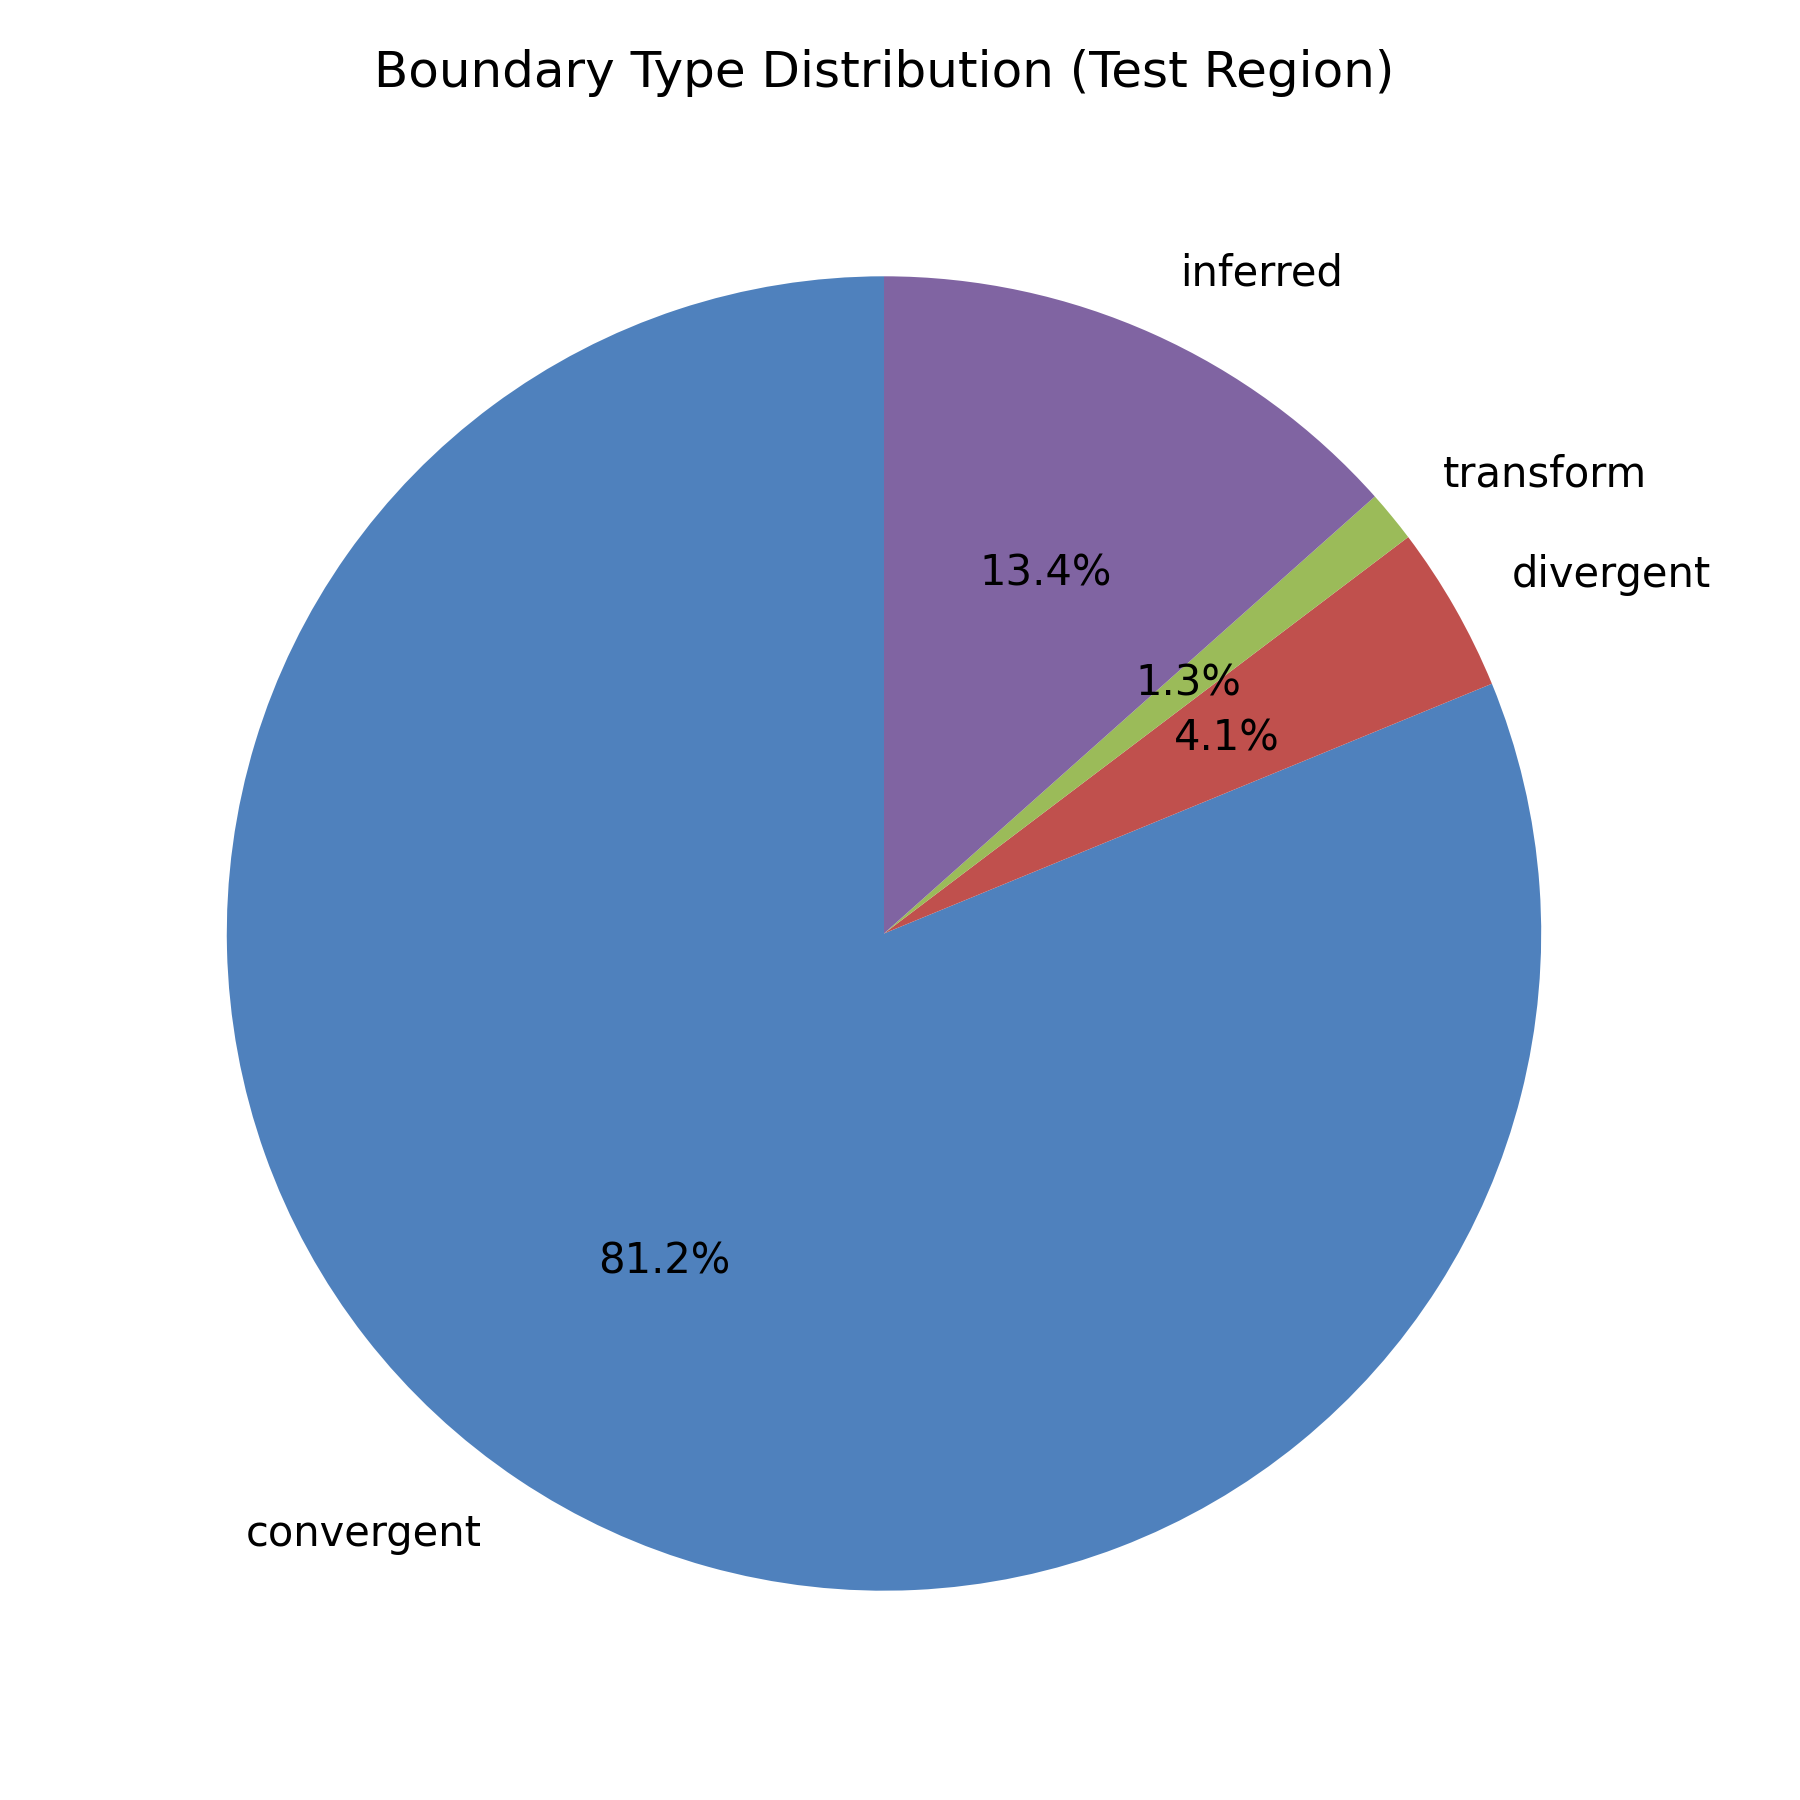 Boundary Type Distribution (Test Region)
inferred
transform
divergent
13.4%
1.3%
4.1%
81.2%
convergent